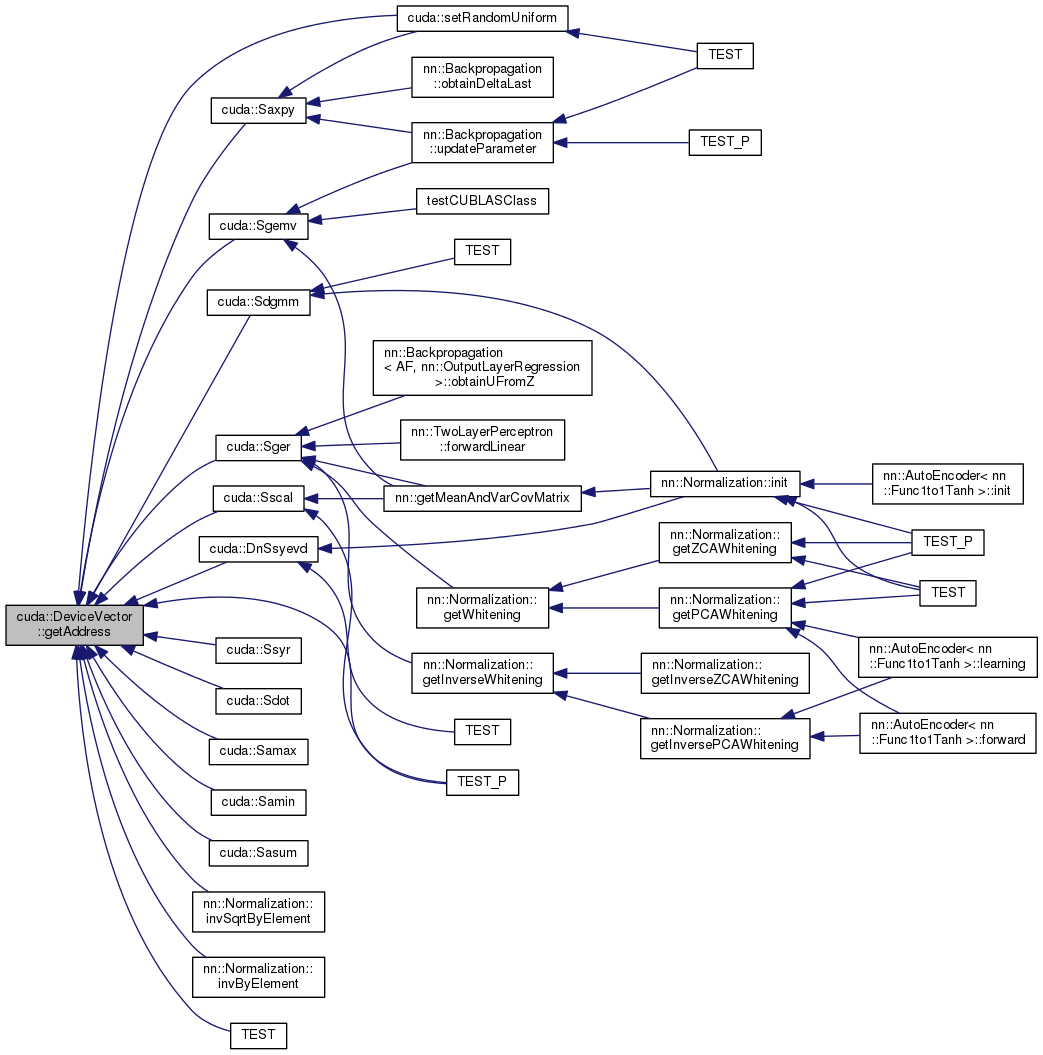 cuda::DeviceVector
::getAddress
cuda::setRandomUniform
TEST
cuda::Saxpy
nn::Backpropagation
::obtainDeltaLast
nn::Backpropagation
::updateParameter
TEST_P
cuda::Sgemv
testCUBLASClass
cuda::Sdgmm
TEST
nn::Backpropagation
< AF, nn::OutputLayerRegression
>::obtainUFromZ
cuda::Sger
nn::TwoLayerPerceptron
::forwardLinear
cuda::Sscal
nn::getMeanAndVarCovMatrix
nn::Normalization::init
nn::AutoEncoder< nn
::Func1to1Tanh >::init
cuda::DnSsyevd
nn::Normalization::
getZCAWhitening
TEST_P
nn::Normalization::
getWhitening
nn::Normalization::
getPCAWhitening
TEST
cuda::Ssyr
nn::Normalization::
getInverseWhitening
nn::Normalization::
getInverseZCAWhitening
nn::AutoEncoder< nn
::Func1to1Tanh >::learning
cuda::Sdot
TEST
nn::Normalization::
getInversePCAWhitening
nn::AutoEncoder< nn
::Func1to1Tanh >::forward
cuda::Samax
TEST_P
cuda::Samin
cuda::Sasum
nn::Normalization::
invSqrtByElement
nn::Normalization::
invByElement
TEST